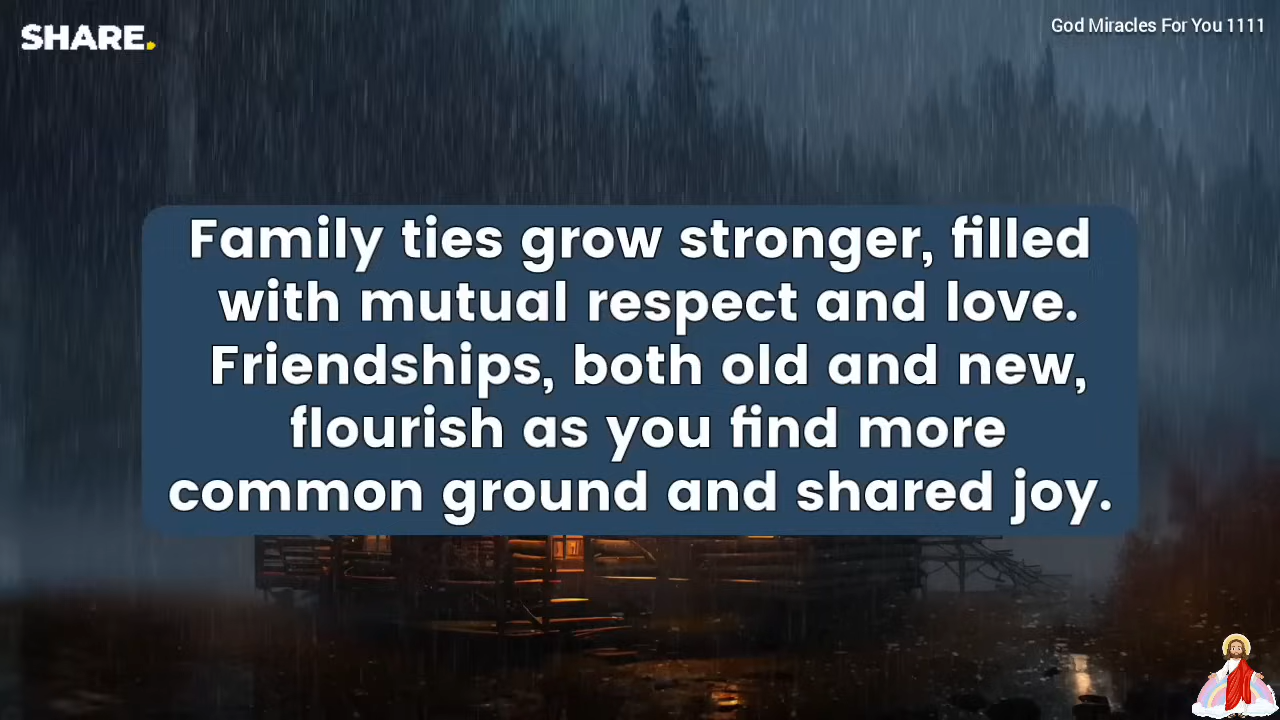 SHARE.
God Miracles For You 1111
Family ties grow stronger, filled
with mutual respect and love.
Friendships, both old and new,
flourish as you find more
common ground and shared joy.